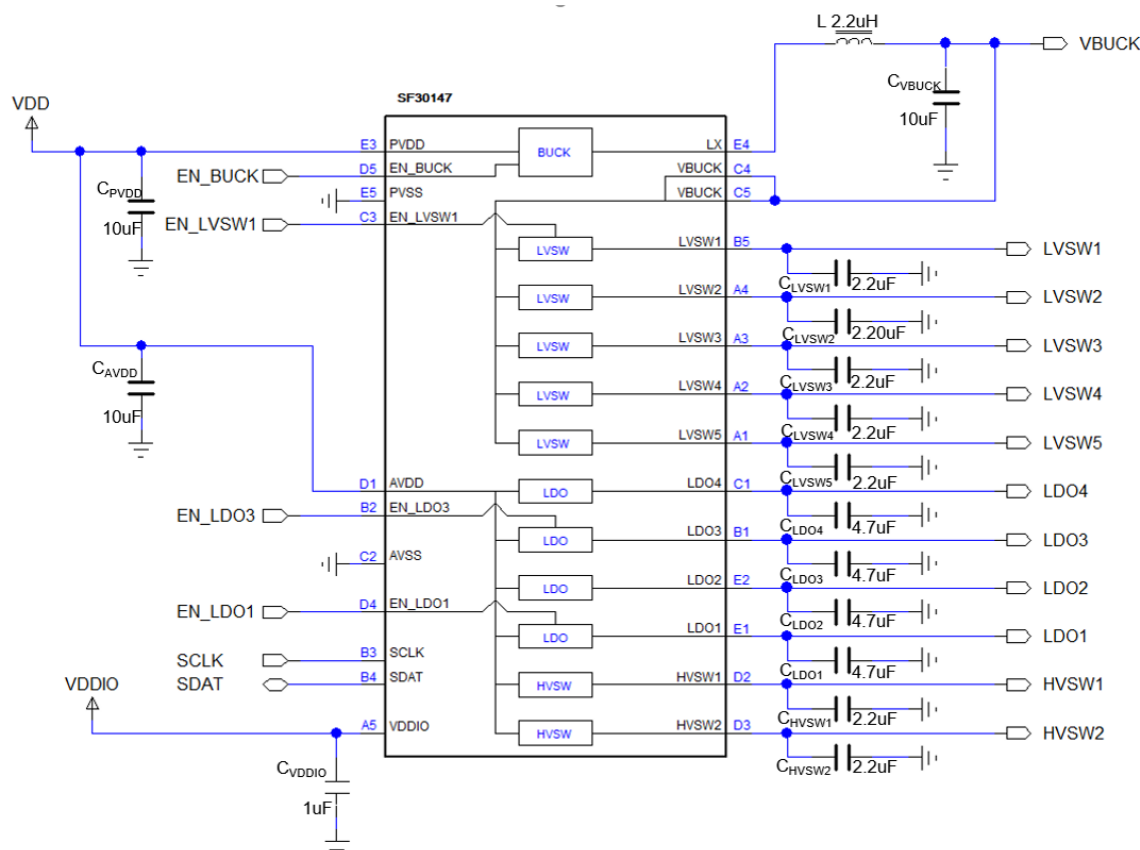 L 2.2uH
VBUCK
CVBUCK
10uF
SF30147
VDD
E3 PVDD
BUCK
LX E4
EN_BUCK
D5 EN_BUCK
VBUCK C4
CPVDD
10uF
E5 PVSS
VBUCK C5
EN_LVSW1
C3 EN_LVSW1
LVSW
LVSW1 B5
LVSW1
CLVSW1 2.2uF
LVSW
LVSW2 A4
LVSW2
CLVSW2 2.20uF
LVSW
LVSW3 A3
LVSW3
CAVDD
10uF
CLVSW3 2.2uF
LVSW
LVSW4 A2
LVSW4
CLVSW4 2.2uF
LVSW
LVSW5 A1
LVSW5
CLVSW5 2.2uF
D1 AVDD
LDO
LDO4 C1
LDO4
EN_LDO3
B2 EN_LDO3
CLDO4 4.7uF
LDO
LDO3 B1
LDO3
C2 AVSS
CLDO3 4.7uF
LDO
LDO2 E2
LDO2
EN_LDO1
D4 EN_LDO1
CLDO2 4.7uF
LDO
LDO1 E1
LDO1
SCLK
B3 SCLK
CLDO1 4.7uF
SDAT
B4 SDAT
HVSW
HVSW1 D2
HVSW1
VDDIO
CHVSW1 2.2uF
A5 VDDIO
HVSW
HVSW2 D3
HVSW2
CHVSW2 2.2uF
CVDDIO
1uF